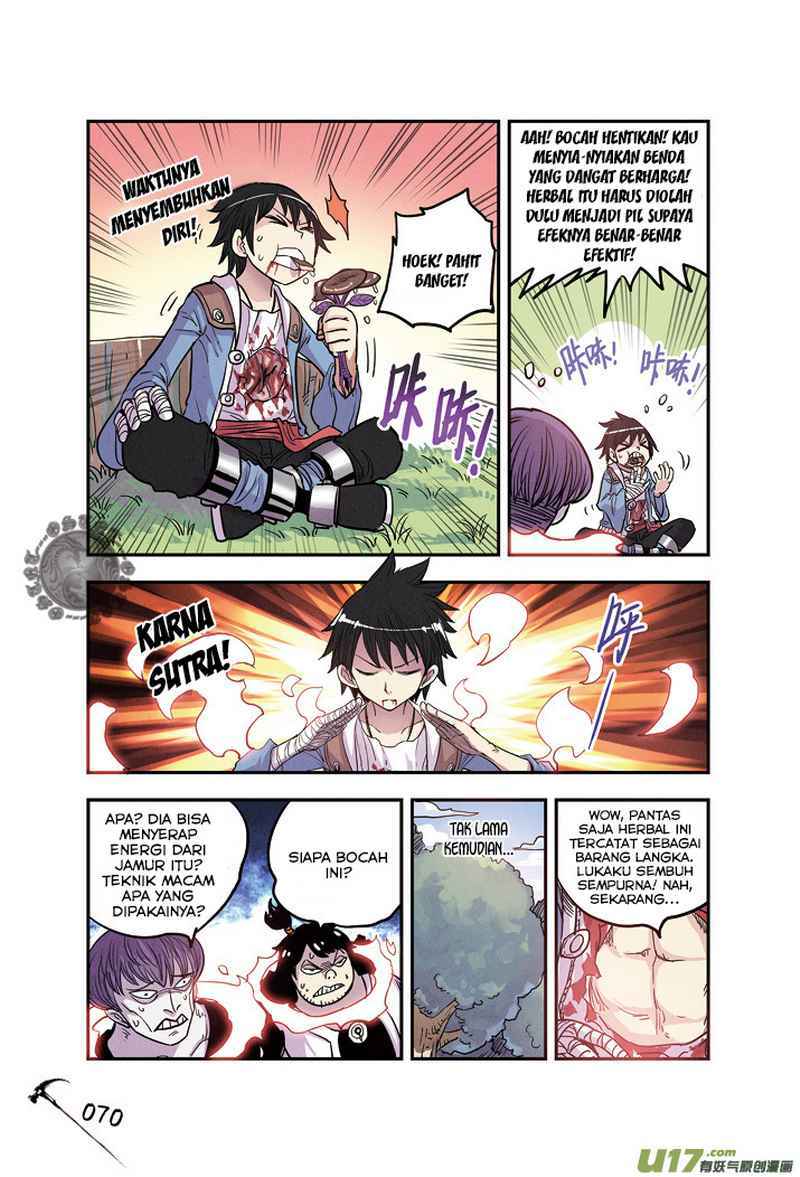 WAKTUNYA
MENYEMBUHKAN
DIRI!
HOEK! PAHIT
BANGET!
咔
哧!
AAH! BOCAH HENTIKAN! KAU
MENYIA-NYIAKAN BENDA
YANG DANGAT BERHARGA!
HERBAL ITU HARUS DIOLAH
DULU MENJADI PIL SUPAYA
EFEKNYA BENAR-BENAR
EFEKTIF!
咔哧!
咔哧!
KARNA
SUTRA!
呼
APA? DIA BISA
MENYERAP
ENERGI DARI
JAMUR ITU?
TEKNIK MACAM
APA YANG
DIPAKAINYA?
SIAPA BOCAH
INI?
TAK LAMA
KEMUDIAN...
WOW, PANTAS
SAJA HERBAL INI
TERCATAT SEBAGAI
BARANG LANGKA.
LUKAKU SEMBUH
SEMPURNA! NAH,
SEKARANG...
070
U17.com
有妖气原创漫画